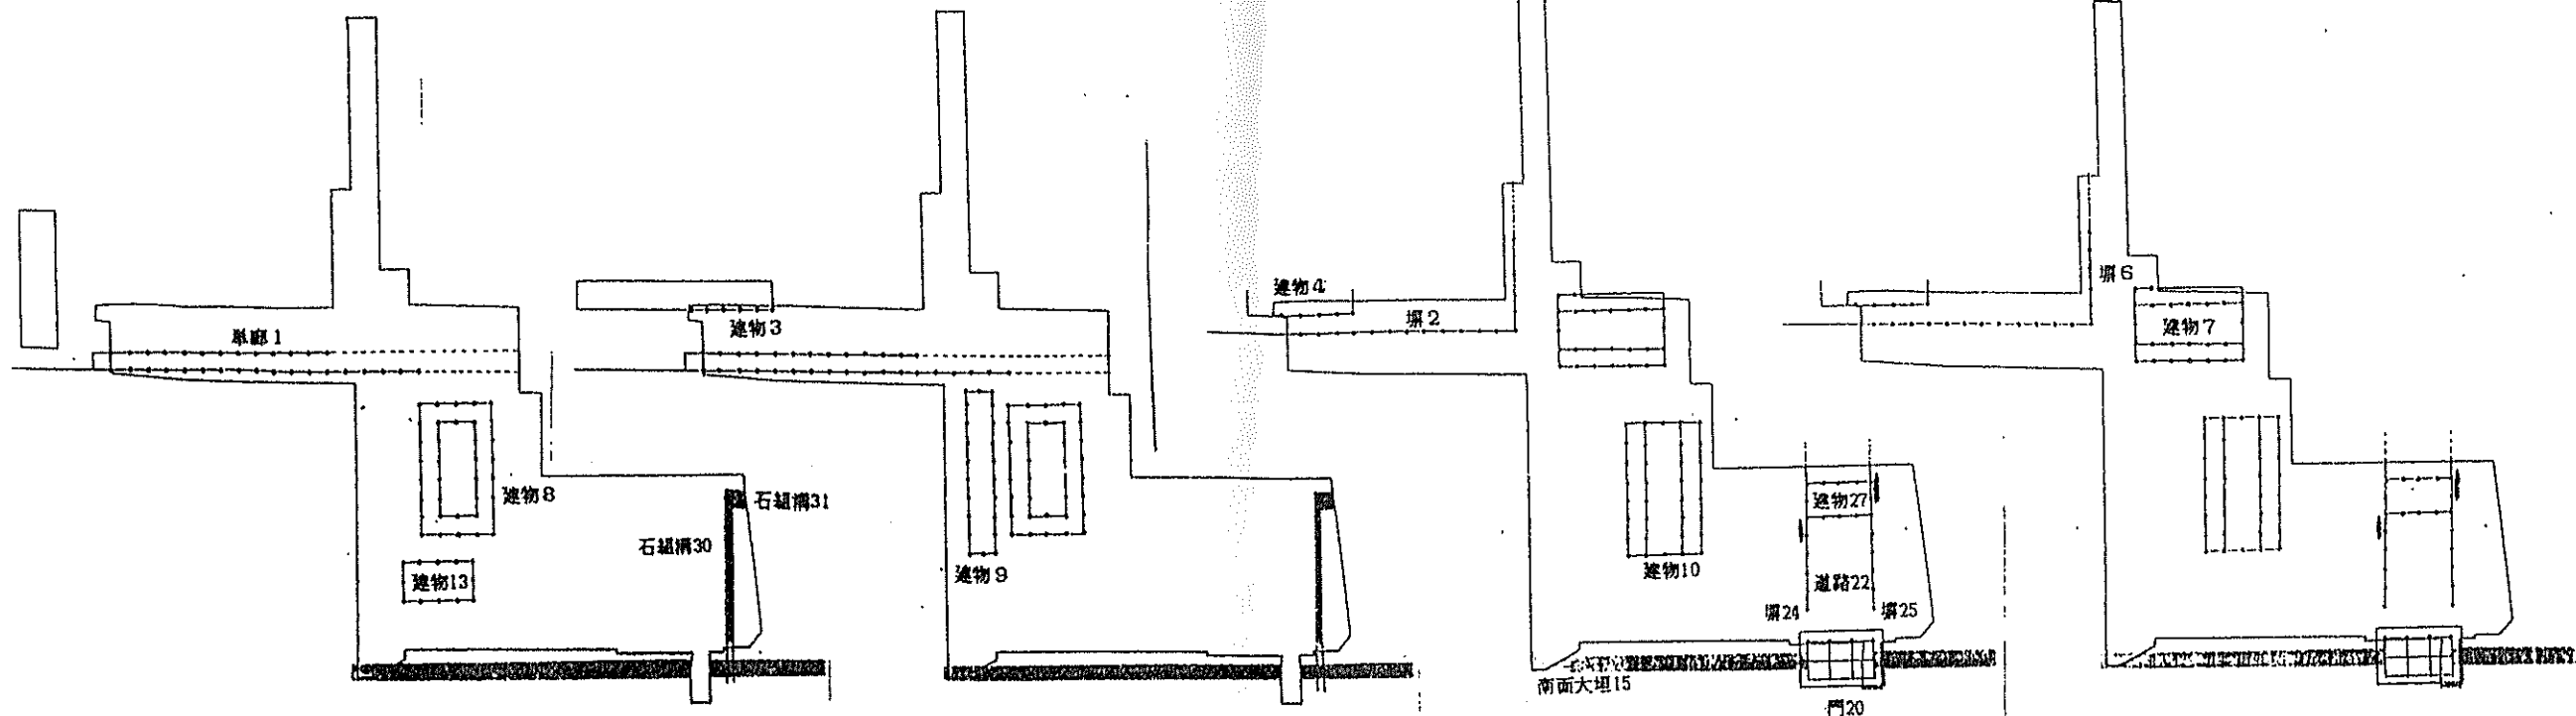 単廊1
建物8
石組溝31
石組溝30
建物13
建物3
建物9
建物4
塀2
建物10
建物27
道路22
塀24
塀25
南面大垣15
門20
塀6
建物7